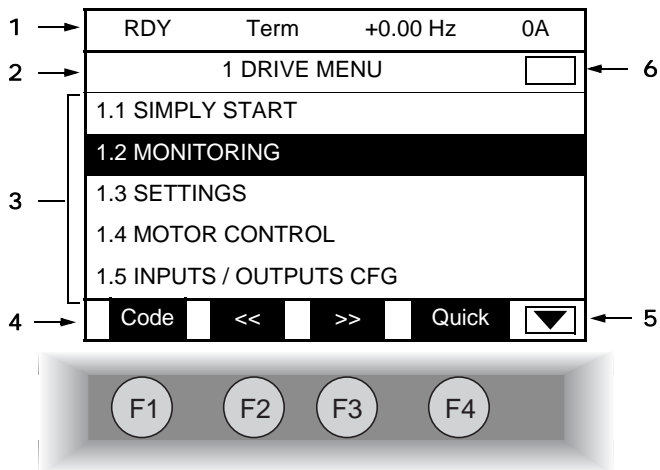 1 RDY Term +0.00 Hz 0A
2 1 DRIVE MENU 6
1.1 SIMPLY START
1.2 MONITORING
3 1.3 SETTINGS
1.4 MOTOR CONTROL
1.5 INPUTS / OUTPUTS CFG
4 Code << >> Quick 5
F1 F2 F3 F4